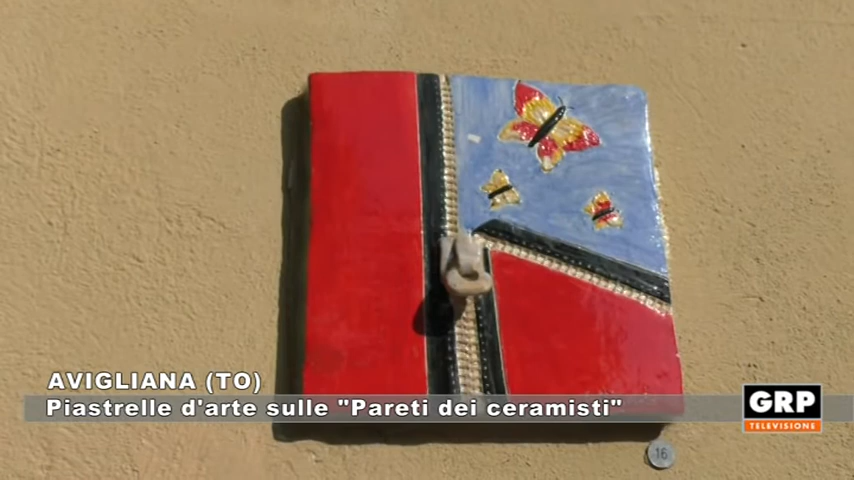 AVIGLIANA (TO)
Piastrelle d'arte sulle "Pareti dei ceramisti"
GRP
TELEVISIONE
16